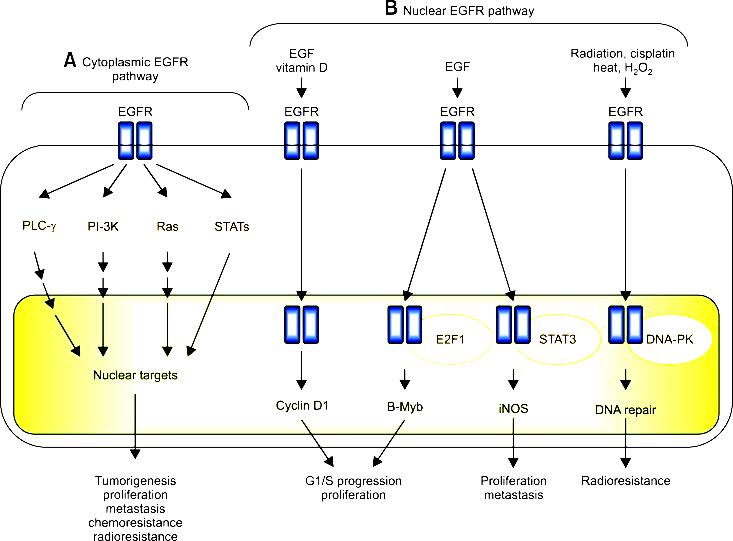 B Nuclear EGFR pathway
A Cytoplasmic EGFR
pathway
EGF
vitamin D
EGF
Radiation, cisplatin
heat, H₂O₂
EGFR
EGFR
EGFR
EGFR
PLC-γ
PI-3K
Ras
STATs
E2F1
STAT3
DNA-PK
Nuclear targets
Cyclin D1
B-Myb
iNOS
DNA repair
Tumorigenesis
proliferation
metastasis
chemoresistance
radioresistance
G1/S progression
proliferation
Proliferation
metastasis
Radioresistance